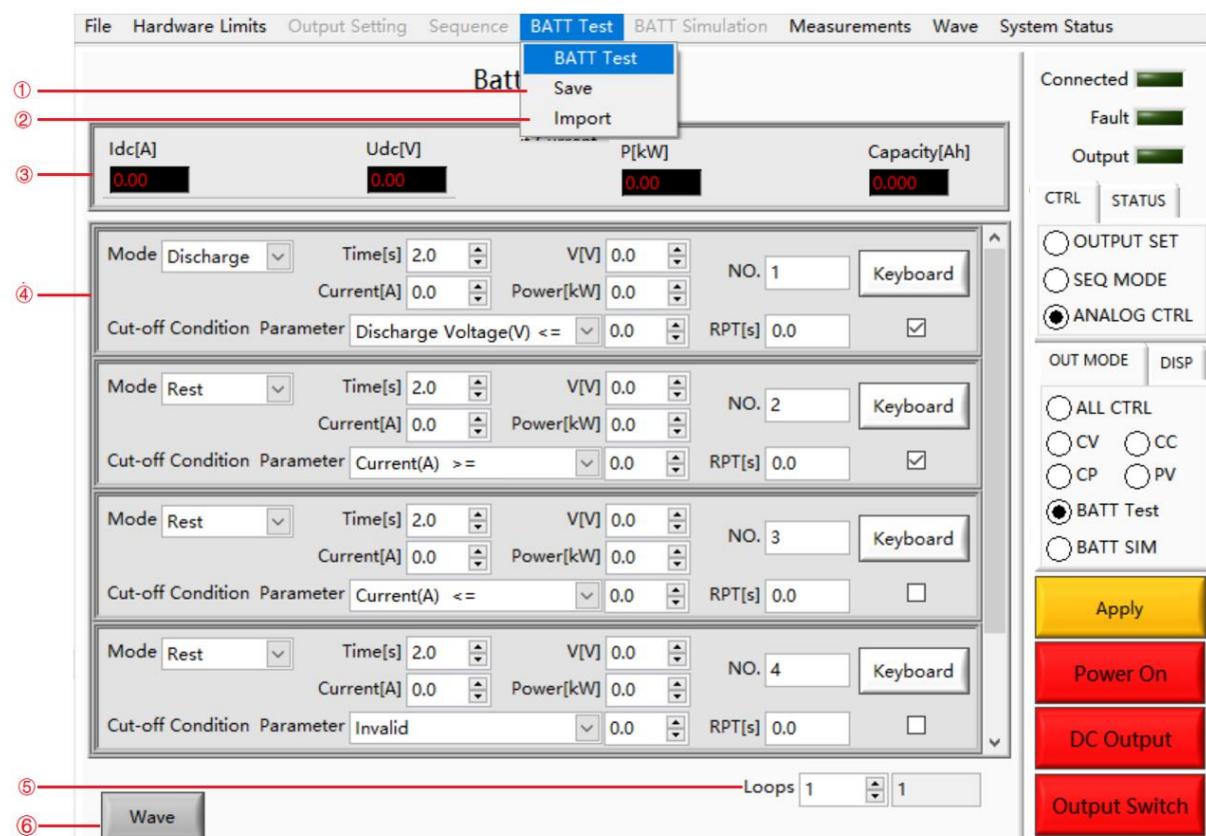 File Hardware Limits Output Setting Sequence BATT Test BATT Simulation Measurements Wave System Status
BATT Test
Batt
① Save
② Import
Connected
Fault
Output
Idc[A] Udc[V] P[kW] Capacity[Ah]
③ 0.00 0.00 0.00 0.000
CTRL STATUS
OUTPUT SET
SEQ MODE
ANALOG CTRL
④
Mode Discharge Time[s] 2.0 V[V] 0.0 NO. 1 Keyboard
Current[A] 0.0 Power[kW] 0.0
Cut-off Condition Parameter Discharge Voltage(V) <= 0.0 RPT[s] 0.0
Mode Rest Time[s] 2.0 V[V] 0.0 NO. 2 Keyboard
Current[A] 0.0 Power[kW] 0.0
Cut-off Condition Parameter Current(A) >= 0.0 RPT[s] 0.0
Mode Rest Time[s] 2.0 V[V] 0.0 NO. 3 Keyboard
Current[A] 0.0 Power[kW] 0.0
Cut-off Condition Parameter Current(A) <= 0.0 RPT[s] 0.0
Mode Rest Time[s] 2.0 V[V] 0.0 NO. 4 Keyboard
Current[A] 0.0 Power[kW] 0.0
Cut-off Condition Parameter Invalid 0.0 RPT[s] 0.0
OUT MODE DISP
ALL CTRL
CV CC
CP PV
BATT Test
BATT SIM
Apply
Power On
DC Output
Output Switch
⑤ Loops 1 1
⑥ Wave